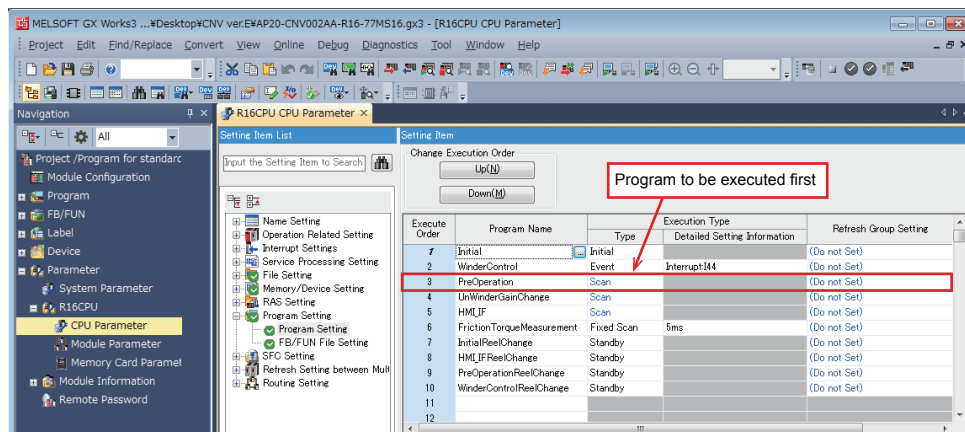 MELSOFT GX Works3 ...¥Desktop¥CNV ver.E¥AP20-CNV002AA-R16-77MS16.gx3 - [R16CPU CPU Parameter]
Project Edit Find/Replace Convert View Online Debug Diagnostics Tool Window Help
Navigation
R16CPU CPU Parameter
All
Project /Program for standarc
Module Configuration
Program
FB/FUN
Label
Device
Parameter
System Parameter
R16CPU
CPU Parameter
Module Parameter
Memory Card Paramet
Module Information
Remote Password
Setting Item List
Input the Setting Item to Search
Name Setting
Operation Related Setting
Interrupt Settings
Service Processing Setting
File Setting
Memory/Device Setting
RAS Setting
Program Setting
Program Setting
FB/FUN File Setting
SFC Setting
Refresh Setting between Mult
Routing Setting
Setting Item
Change Execution Order
Up(N)
Down(M)
Program to be executed first
Execute Order Program Name Execution Type Refresh Group Setting
Type Detailed Setting Information
1 Initial ... Initial (Do not Set)
2 WinderControl Event Interrupt:I44 (Do not Set)
3 PreOperation Scan (Do not Set)
4 UnWinderGainChange Scan (Do not Set)
5 HMI_IF Scan (Do not Set)
6 FrictionTorqueMeasurement Fixed Scan 5ms (Do not Set)
7 InitialReelChange Standby (Do not Set)
8 HMI_IFReelChange Standby (Do not Set)
9 PreOperationReelChange Standby (Do not Set)
10 WinderControlReelChange Standby (Do not Set)
11
12